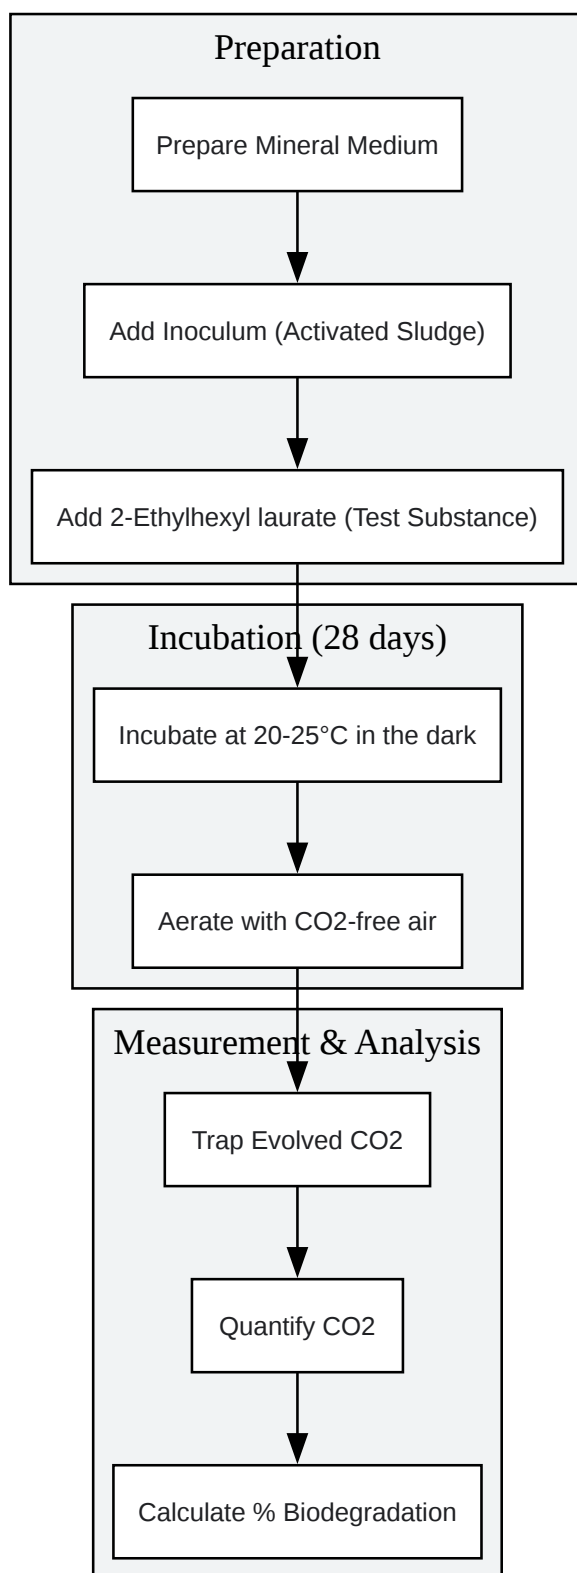 Preparation
Prepare Mineral Medium
Add Inoculum (Activated Sludge)
Add 2-Ethylhexyl laurate (Test Substance)
Incubation (28 days)
Incubate at 20-25°C in the dark
Aerate with CO2-free air
Measurement & Analysis
Trap Evolved CO2
Quantify CO2
Calculate % Biodegradation